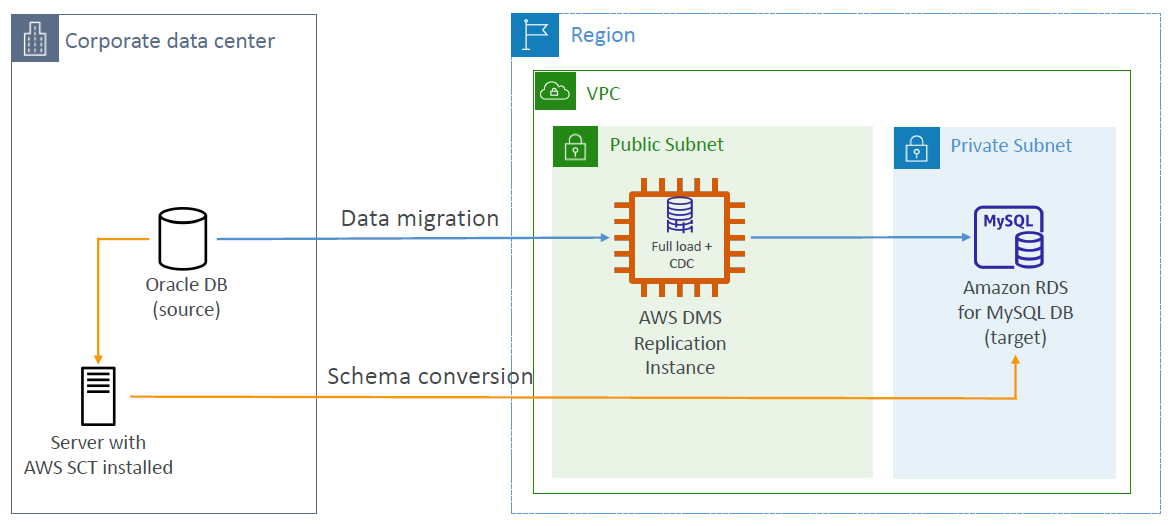 Corporate data center
Region
VPC
Public Subnet
Private Subnet
Data migration
Full load +
CDC
MySQL
Oracle DB
(source)
AWS DMS
Replication
Instance
Amazon RDS
for MySQL DB
(target)
Schema conversion
Server with
AWS SCT installed